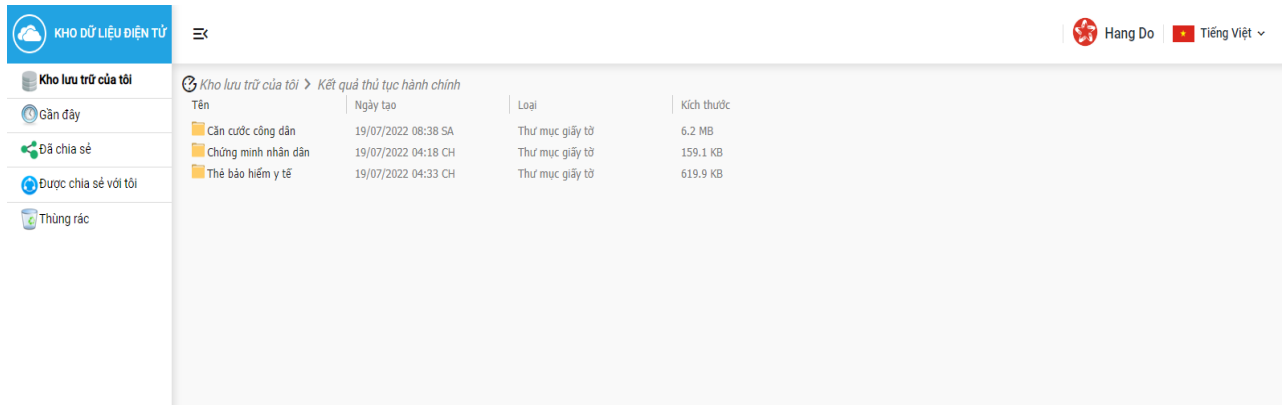 KHO DỮ LIỆU ĐIỆN TỬ
Hang Do
Tiếng Việt
Kho lưu trữ của tôi
Gần đây
Đã chia sẻ
Được chia sẻ với tôi
Thùng rác
Kho lưu trữ của tôi > Kết quả thủ tục hành chính
Tên Ngày tạo Loại Kích thước
Căn cước công dân 19/07/2022 08:38 SA Thư mục giấy tờ 6.2 MB
Chứng minh nhân dân 19/07/2022 04:18 CH Thư mục giấy tờ 159.1 KB
Thẻ bảo hiểm y tế 19/07/2022 04:33 CH Thư mục giấy tờ 619.9 KB